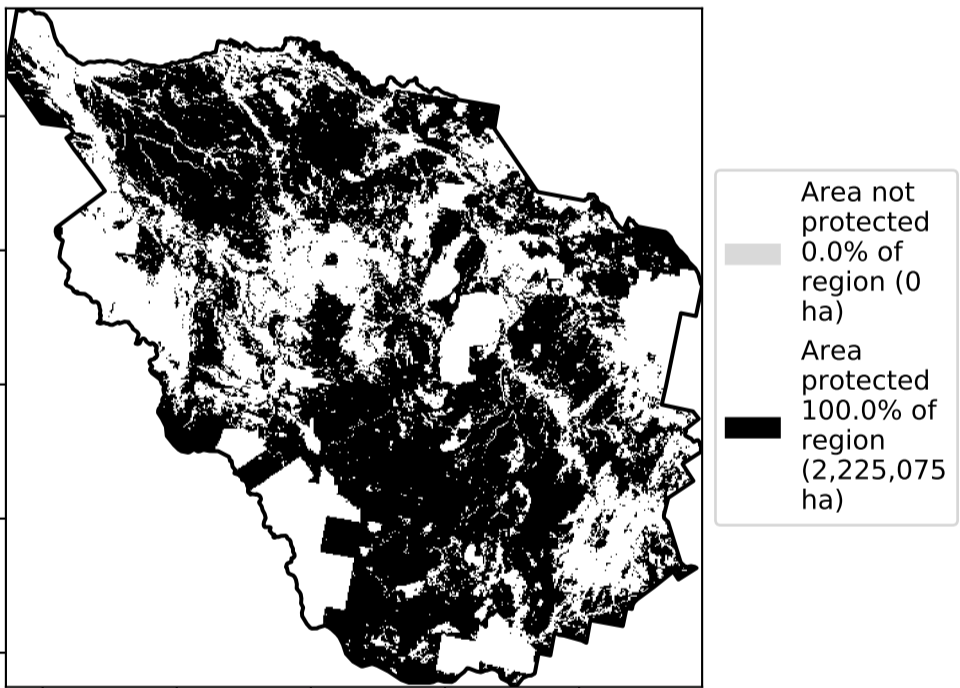 Area not
protected
0.0% of
region (0
ha)
Area
protected
100.0% of
region
(2,225,075
ha)